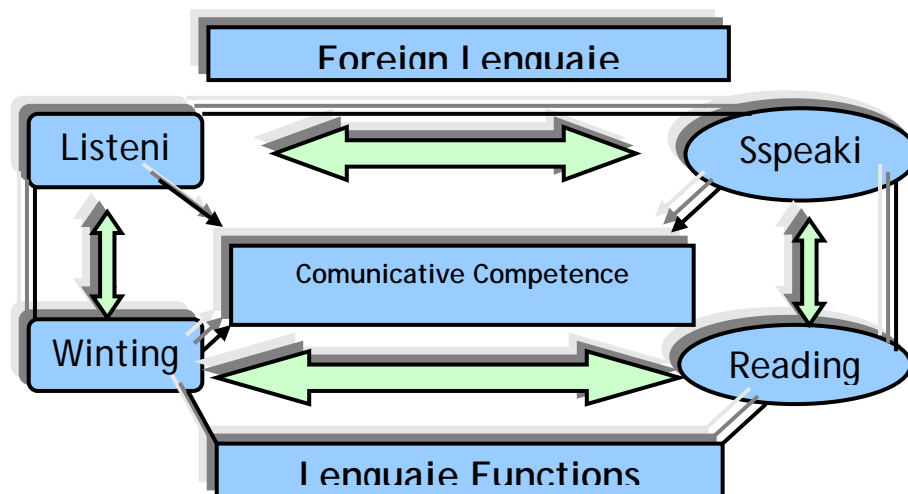 Foreign Lenguaje
Listeni
Sspeaki
Comunicative Competence
Winting
Reading
Lenguaje Functions